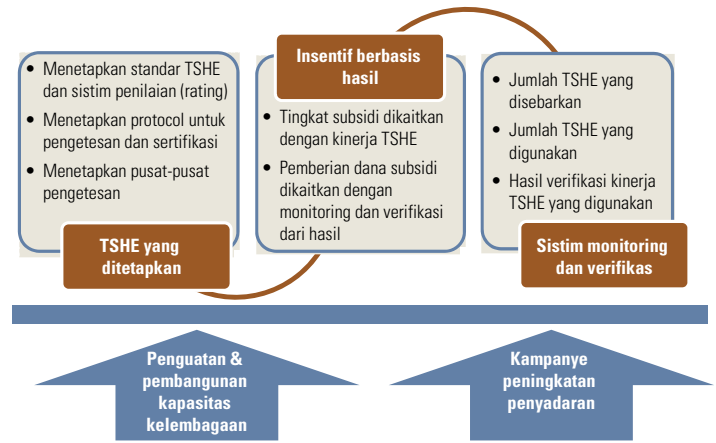 • Menetapkan standar TSHE
dan sistim penilaian (rating)
• Menetapkan protocol untuk
pengetesan dan sertifikasi
• Menetapkan pusat-pusat
pengetesan
TSHE yang
ditetapkan
Insentif berbasis
hasil
• Tingkat subsidi dikaitkan
dengan kinerja TSHE
• Pemberian dana subsidi
dikaitkan dengan
monitoring dan verifikasi
dari hasil
• Jumlah TSHE yang
disebarkan
• Jumlah TSHE yang
digunakan
• Hasil verifikasi kinerja
TSHE yang digunakan
Sistim monitoring
dan verifikas
Penguatan &
pembangunan
kapasitas
kelembagaan
Kampanye
peningkatan
penyadaran